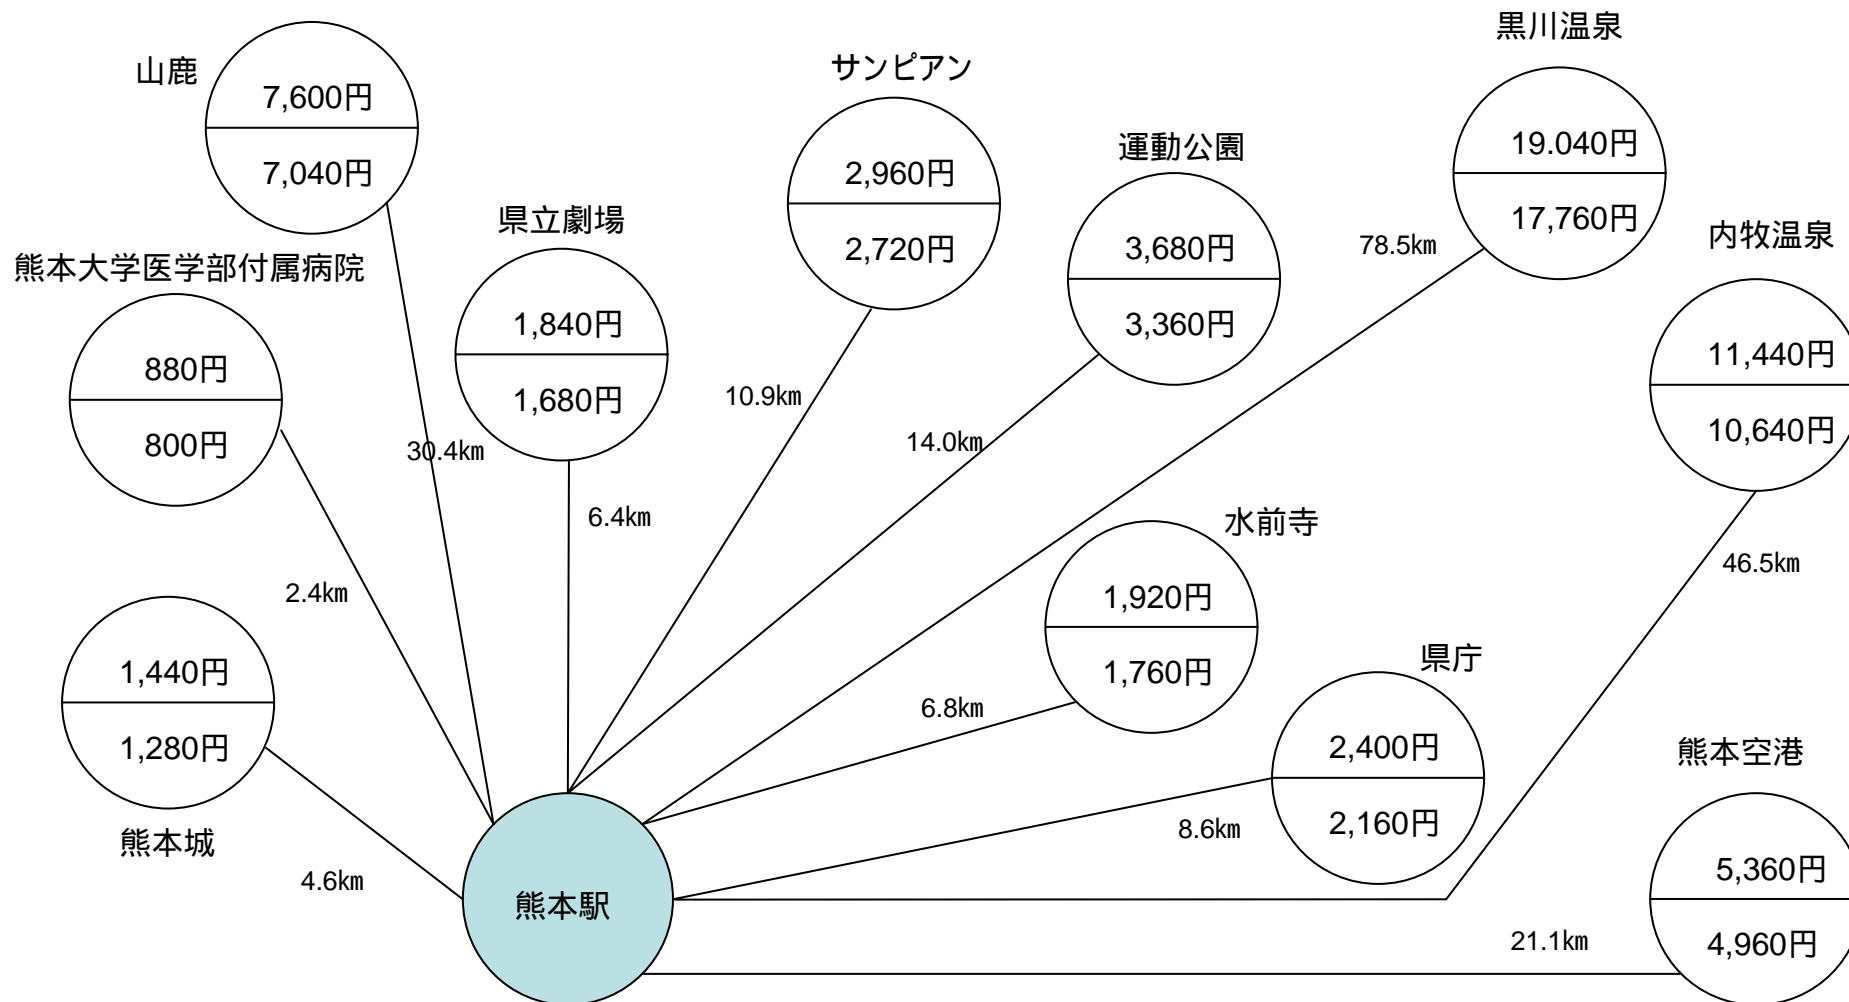 黒川温泉
山鹿
サンピアン
7,600円
7,040円
運動公園
19.040円
17,760円
2,960円
2,720円
県立劇場
3,680円
3,360円
78.5㎞
内牧温泉
熊本大学医学部付属病院
1,840円
1,680円
11,440円
10,640円
880円
800円
10.9㎞
14.0㎞
30.4㎞
6.4㎞
水前寺
46.5㎞
2.4㎞
1,920円
1,760円
1,440円
1,280円
県庁
6.8㎞
2,400円
2,160円
熊本空港
熊本城
8.6㎞
4.6㎞
5,360円
4,960円
熊本駅
21.1㎞